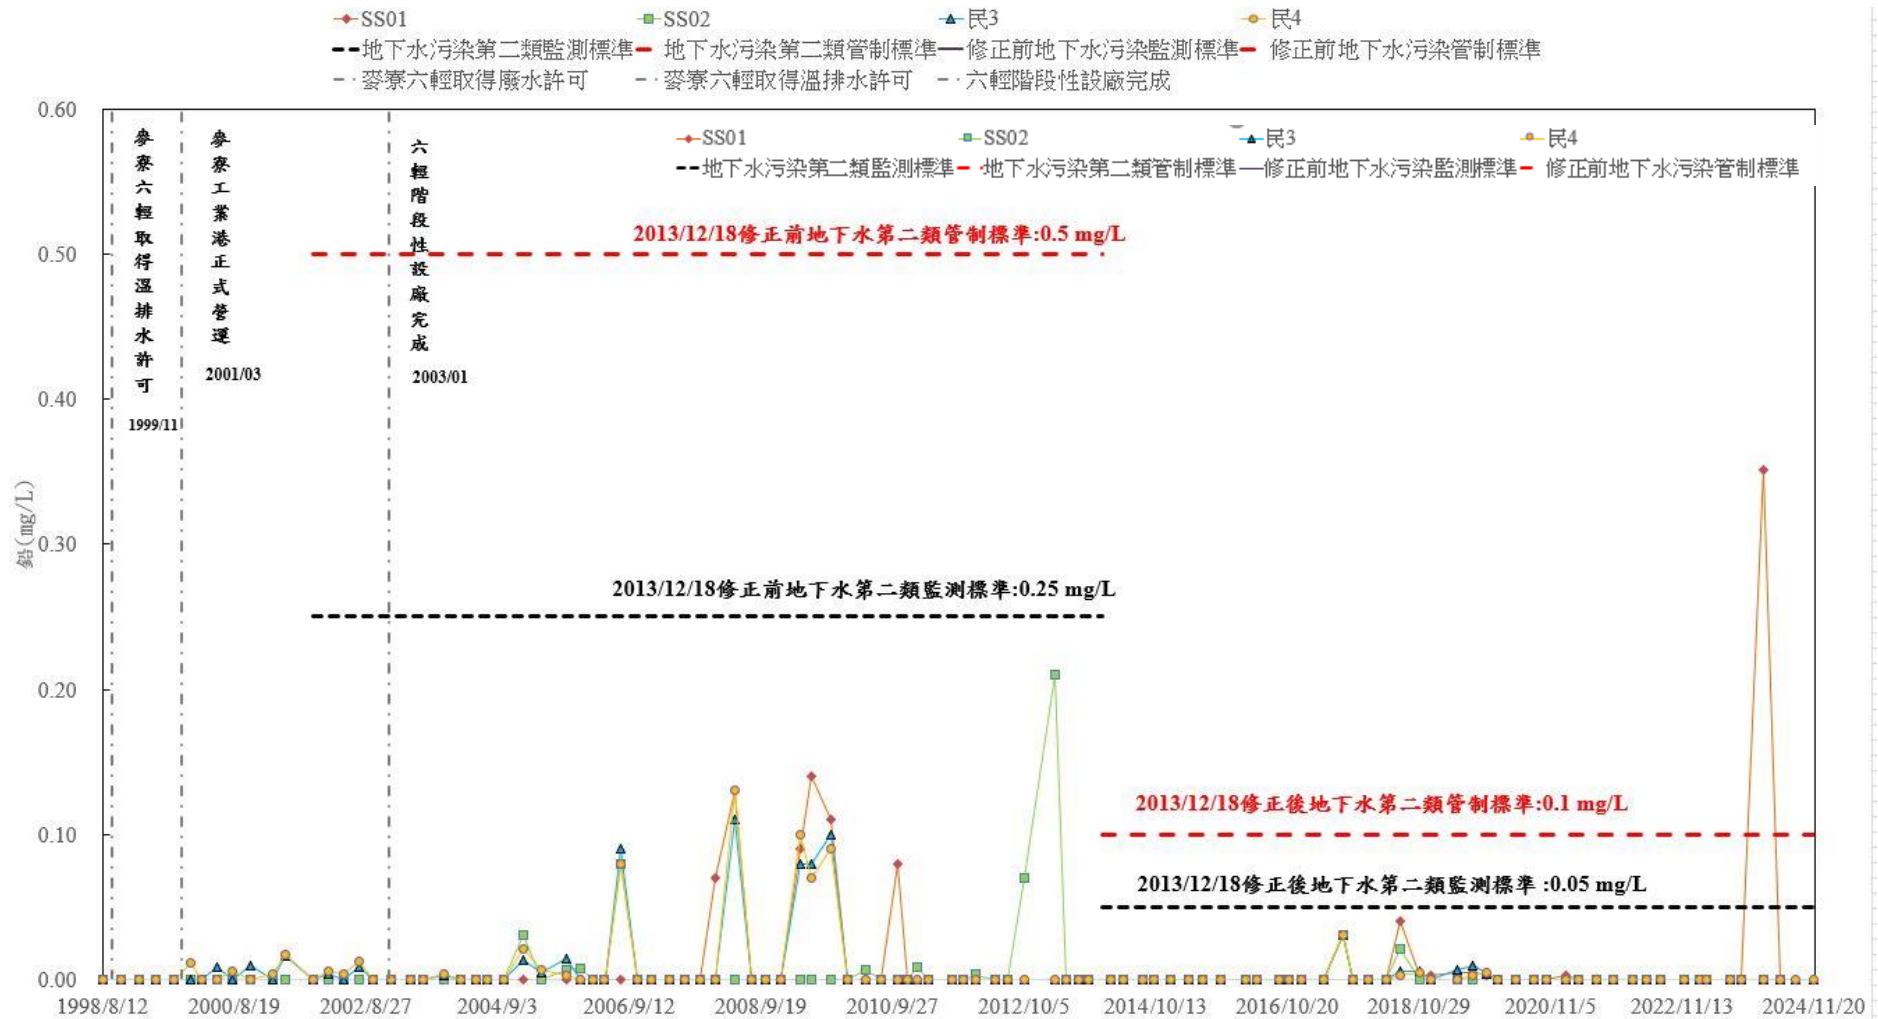 SS01 SS02 民3 民4
地下水污染第二類監測標準 地下水污染第二類管制標準 修正前地下水污染監測標準 修正前地下水污染管制標準
麥寮六輕取得廢水許可 麥寮六輕取得溫排水許可 六輕階段性設廠完成
SS01 SS02 民3 民4
地下水污染第二類監測標準 地下水污染第二類管制標準 修正前地下水污染監測標準 修正前地下水污染管制標準
麥寮六輕取得溫排水許可
1999/11
麥寮工業港正式營運
2001/03
六輕階段性設廠完成
2003/01
2013/12/18修正前地下水第二類管制標準:0.5 mg/L
2013/12/18修正前地下水第二類監測標準:0.25 mg/L
2013/12/18修正後地下水第二類管制標準:0.1 mg/L
2013/12/18修正後地下水第二類監測標準 :0.05 mg/L
鉛(mg/L)
0.60
0.50
0.40
0.30
0.20
0.10
0.00
1998/8/12 2000/8/19 2002/8/27 2004/9/3 2006/9/12 2008/9/19 2010/9/27 2012/10/5 2014/10/13 2016/10/20 2018/10/29 2020/11/5 2022/11/13 2024/11/20